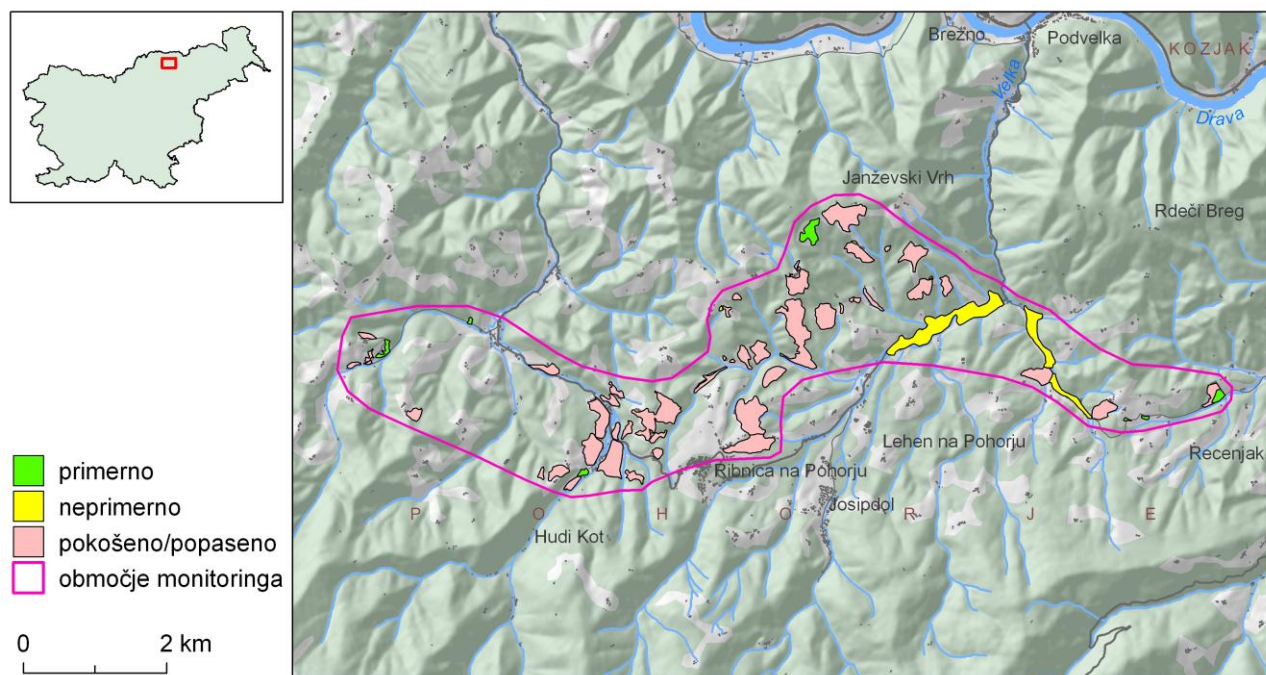 Brežno
Podvelka
KOZJAK
Velka
Drava
Janževski Vrh
Rdeči Breg
Lehen na Pohorju
Recenjak
Ribnica na Pohorju
Josipdol
POHORJE
Hudi Kot
primerno
neprimerno
pokošeno/popaseno
območje monitoringa
0 2 km